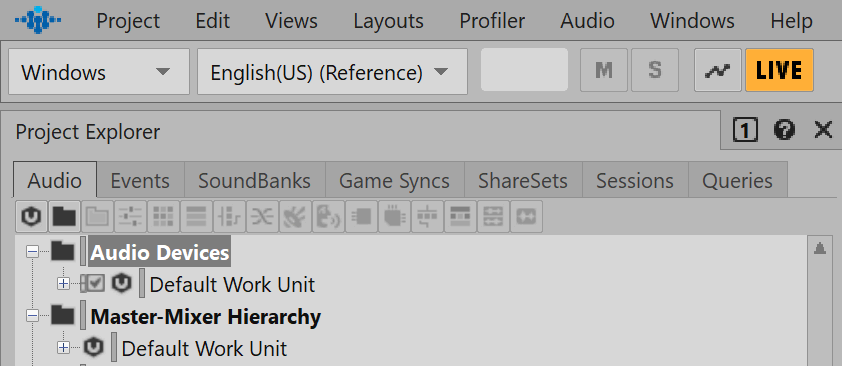 Project Edit Views Layouts Profiler Audio Windows Help
Windows English(US) (Reference) M S LIVE
Project Explorer 1 ?
Audio Events SoundBanks Game Syncs ShareSets Sessions Queries
Audio Devices
Default Work Unit
Master-Mixer Hierarchy
Default Work Unit